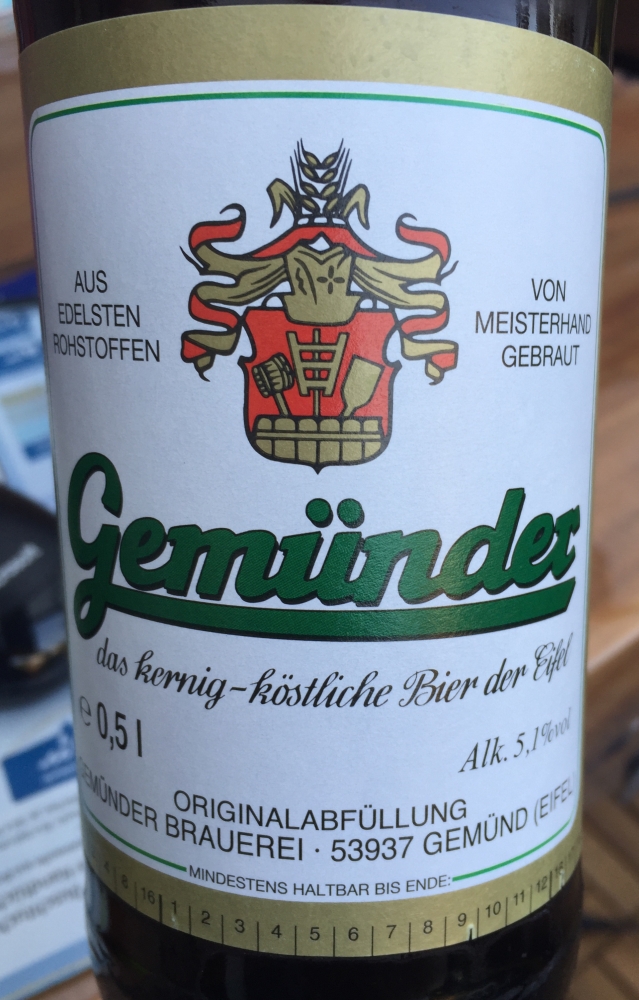 AUS
EDELSTEN
ROHSTOFFEN
VON
MEISTERHAND
GEBRAUT
Gemünder
das kernig-köstliche Bier der Eifel
e 0,5 l
Alk. 5,1%vol
ORIGINALABFÜLLUNG
GEMÜNDER BRAUEREI · 53937 GEMÜND (EIFEL
MINDESTENS HALTBAR BIS ENDE:
8 16 1 2 3 4 5 6 7 8 9 10 11 12 16